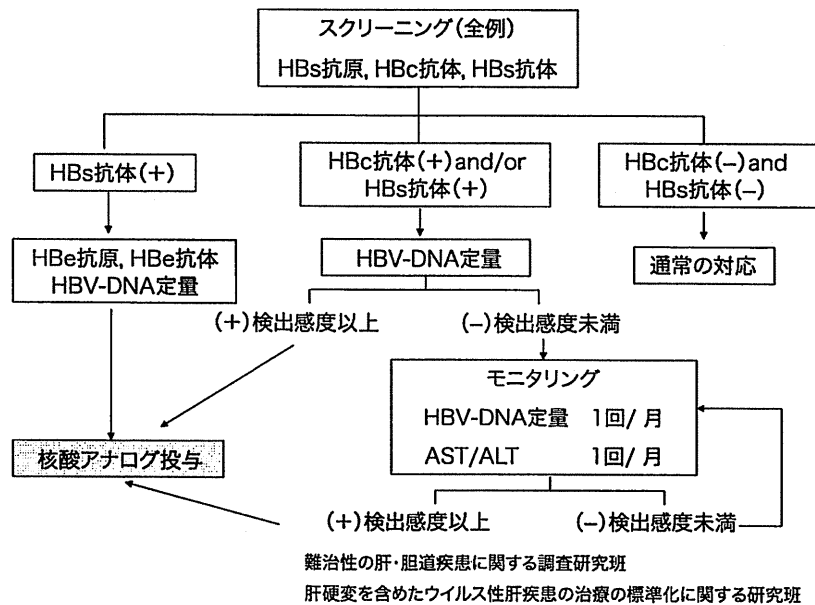 スクリーニング(全例)
HBs抗原, HBc抗体, HBs抗体
HBs抗体(+)
HBc抗体(+)and/or
HBs抗体(+)
HBc抗体(−)and
HBs抗体(−)
HBe抗原, HBe抗体
HBV-DNA定量
HBV-DNA定量
通常の対応
(+)検出感度以上
(−)検出感度未満
モニタリング
HBV-DNA定量 1回/月
AST/ALT 1回/月
核酸アナログ投与
(+)検出感度以上
(−)検出感度未満
難治性の肝・胆道疾患に関する調査研究班
肝硬変を含めたウイルス性肝疾患の治療の標準化に関する研究班